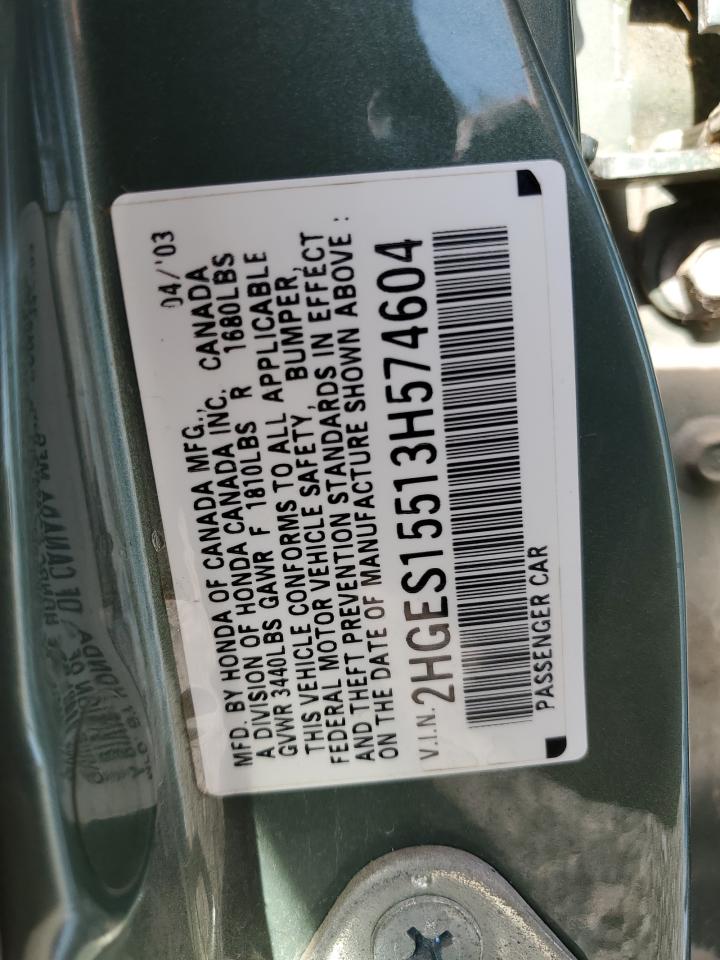 04/'03
MFD. BY HONDA OF CANADA MFG., CANADA
A DIVISION OF HONDA CANADA INC.
GVWR 3440LBS GAWR F 1810LBS R 1680LBS
THIS VEHICLE CONFORMS TO ALL APPLICABLE
FEDERAL MOTOR VEHICLE SAFETY, BUMPER,
AND THEFT PREVENTION STANDARDS IN EFFECT
ON THE DATE OF MANUFACTURE SHOWN ABOVE :
V.I.N. 2HGES15513H574604
PASSENGER CAR